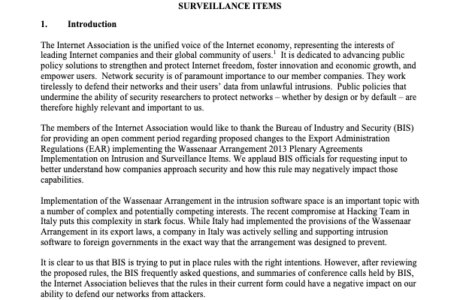 SURVEILLANCE ITEMS
1. Introduction
The Internet Association is the unified voice of the Internet economy, representing the interests of
leading Internet companies and their global community of users.1 It is dedicated to advancing public
policy solutions to strengthen and protect Internet freedom, foster innovation and economic growth, and
empower users. Network security is of paramount importance to our member companies. They work
tirelessly to defend their networks and their users' data from unlawful intrusions. Public policies that
undermine the ability of security researchers to protect networks – whether by design or by default – are
therefore highly relevant and important to us.
The members of the Internet Association would like to thank the Bureau of Industry and Security (BIS)
for providing an open comment period regarding proposed changes to the Export Administration
Regulations (EAR) implementing the Wassenaar Arrangement 2013 Plenary Agreements
Implementation on Intrusion and Surveillance Items. We applaud BIS officials for requesting input to
better understand how companies approach security and how this rule may negatively impact those
capabilities.
Implementation of the Wassenaar Arrangement in the intrusion software space is an important topic with
a number of complex and potentially competing interests. The recent compromise at Hacking Team in
Italy puts this complexity in stark focus. While Italy had implemented the provisions of the Wassenaar
Arrangement in its export laws, a company in Italy was actively selling and supporting intrusion
software to foreign governments in the exact way that the arrangement was designed to prevent.
It is clear to us that BIS is trying to put in place rules with the right intentions. However, after reviewing
the proposed rules, the BIS frequently asked questions, and summaries of conference calls held by BIS,
the Internet Association believes that the rules in their current form could have a negative impact on our
ability to defend our networks from attackers.